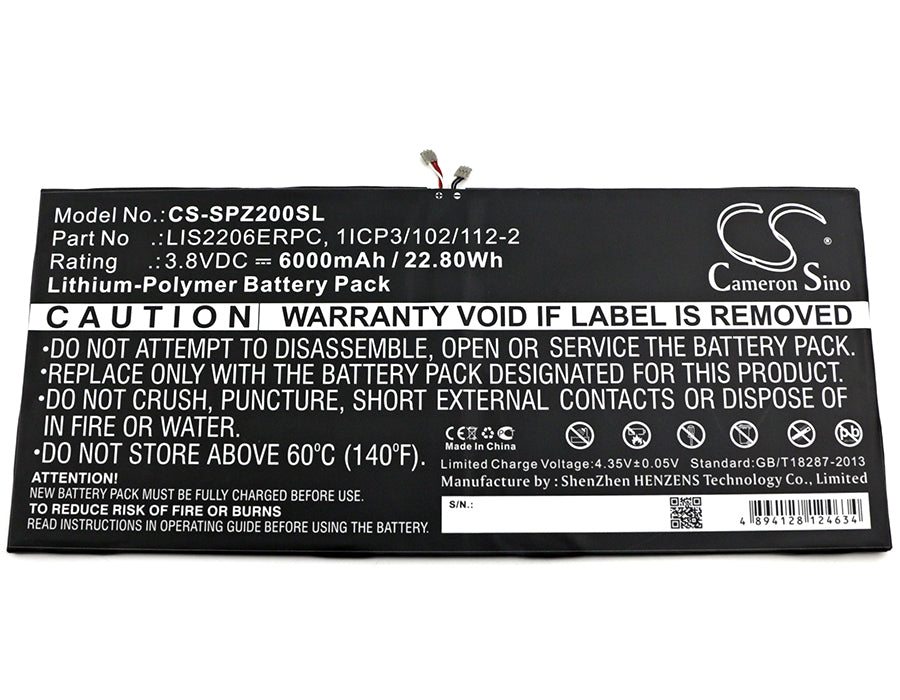 Model No.: CS-SPZ200SL
Part No .: LIS2206ERPC, 1ICP3/102/112-2
Rating : 3.8VDC ⎓ 6000mAh / 22.80Wh
Lithium-Polymer Battery Pack
CS
Cameron Sino
CAUTION WARRANTY VOID IF LABEL IS REMOVED
•DO NOT ATTEMPT TO DISASSEMBLE, OPEN OR SERVICE THE BATTERY PACK.
•REPLACE ONLY WITH THE BATTERY PACK DESIGNATED FOR THIS PRODUCT.
•DO NOT CRUSH, PUNCTURE, SHORT EXTERNAL CONTACTS OR DISPOSE OF
IN FIRE OR WATER.
•DO NOT STORE ABOVE 60°C (140°F).
CE
Made In China
Pb
Limited Charge Voltage:4.35V±0.05V Standard:GB/T18287-2013
Manufacture by : ShenZhen HENZENS Technology Co., Limited
ATTENTION!
NEW BATTERY PACK MUST BE FULLY CHARGED BEFORE USE.
TO REDUCE RISK OF FIRE OR BURNS
READ INSTRUCTIONS IN OPERATING GUIDE BEFORE USING THE BATTERY.
S/N.:
4 894128 124634